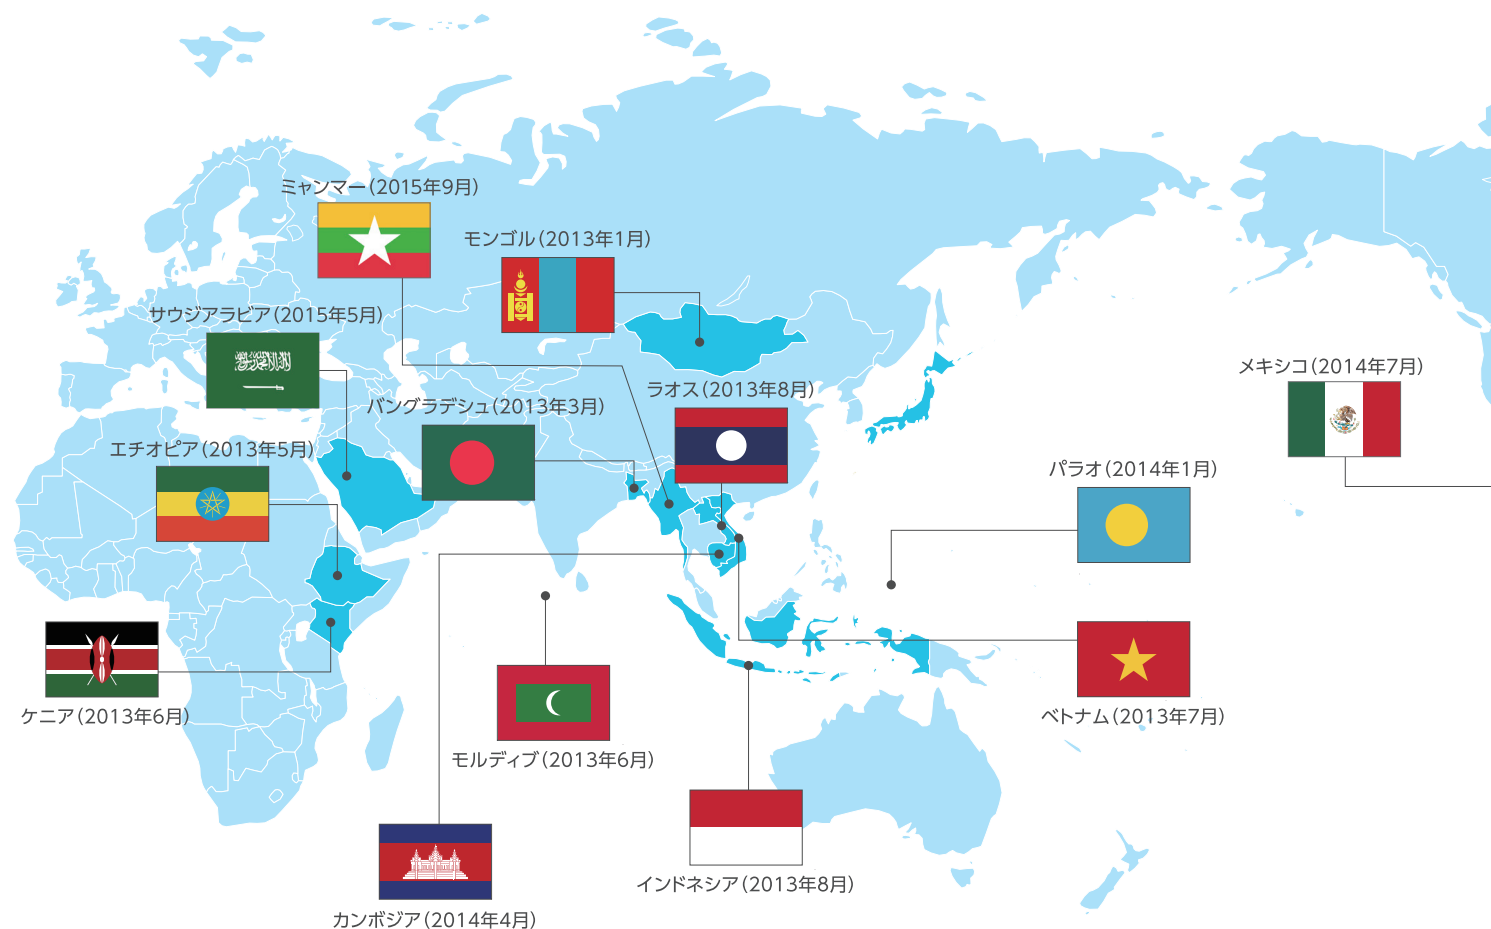 ミャンマー（2015年9月）
モンゴル（2013年1月）
サウジアラビア（2015年5月）
メキシコ（2014年7月）
ラオス（2013年8月）
バングラデシュ（2013年3月）
エチオピア（2013年5月）
パラオ（2014年1月）
ケニア（2013年6月）
ベトナム（2013年7月）
モルディブ（2013年6月）
インドネシア（2013年8月）
カンボジア（2014年4月）